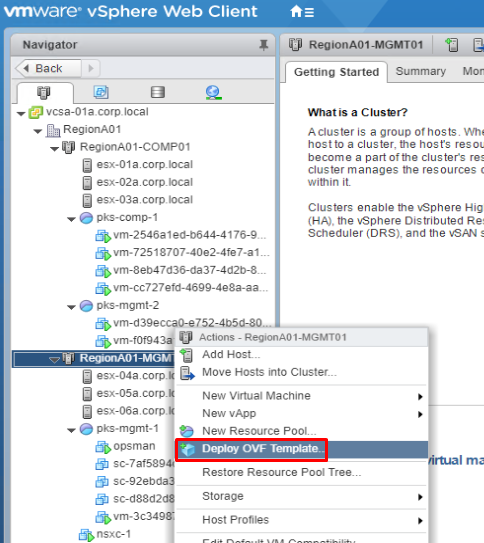 vmware® vSphere Web Client
Navigator
Back
vcsa-01a.corp.local
RegionA01
RegionA01-COMP01
esx-01a.corp.local
esx-02a.corp.local
esx-03a.corp.local
pks-comp-1
vm-2546a1ed-b644-4176-9...
vm-72518707-40e2-4fe7-a1...
vm-8eb47d36-da37-4d2b-8...
vm-cc727efd-4699-4e8a-aa...
pks-mgmt-2
vm-d39ecca0-e752-4b5d-80...
vm-f0f943a
RegionA01-MGM
esx-04a.corp.lo
esx-05a.corp.lo
esx-06a.corp.lo
pks-mgmt-1
opsman
sc-7af5894
sc-92ebda3
sc-d88d2d8
vm-3c3498
nsxc-1
RegionA01-MGMT01
Getting Started
Summary
Mon
What is a Cluster?
A cluster is a group of hosts. Whe
host to a cluster, the host's resou
become a part of the cluster's res
cluster manages the resources o
within it.
Clusters enable the vSphere Hig
(HA), the vSphere Distributed Re
Scheduler (DRS), and the vSAN s
virtual ma
Actions - RegionA01-MGMT01
Add Host...
Move Hosts into Cluster...
New Virtual Machine
New vApp
New Resource Pool...
Deploy OVF Template...
Restore Resource Pool Tree...
Storage
Host Profiles
Edit Default VM Compatibility